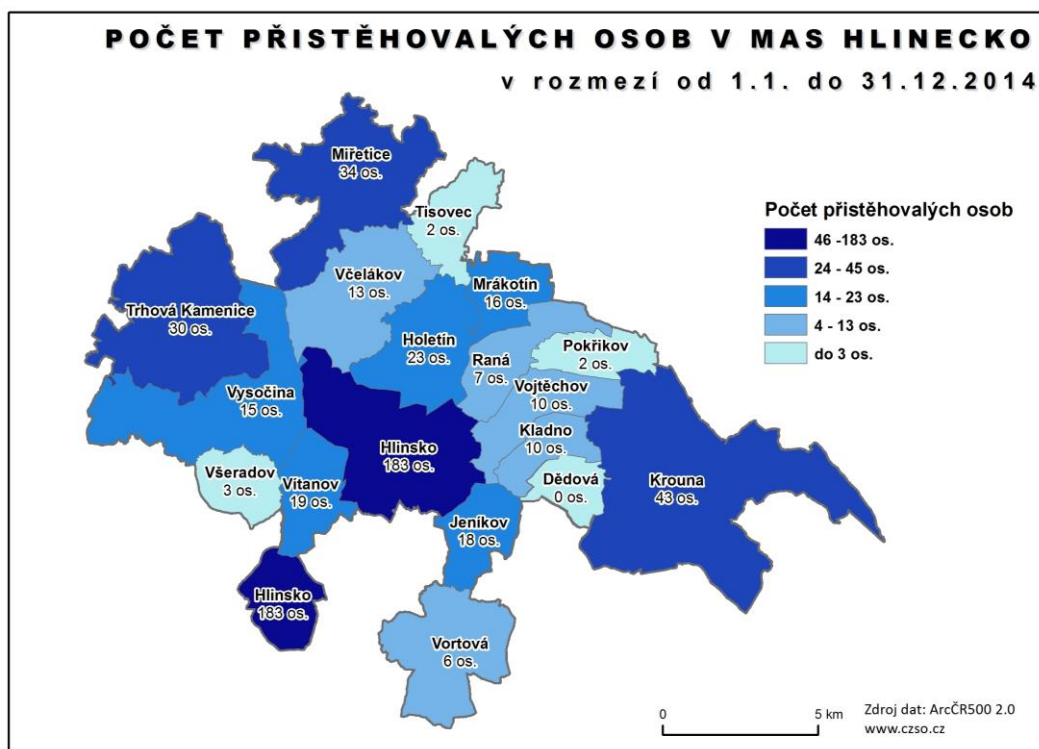 POČET PŘISTĚHOVALÝCH OSOB V MAS HLINECKO
v rozmezí od 1.1. do 31.12.2014
Miřetice
34 os.
Tisovec
2 os.
Včelákov
13 os.
Mrákotín
16 os.
Trhová Kamenice
30 os.
Holetín
23 os.
Raná
7 os.
Pokřikov
2 os.
Vojtěchov
10 os.
Vysočina
15 os.
Kladno
10 os.
Hlinsko
183 os.
Všeradov
3 os.
Vítanov
19 os.
Dědová
0 os.
Krouna
43 os.
Jeníkov
18 os.
Hlinsko
183 os.
Vortová
6 os.
Počet přistěhovalých osob
46 -183 os.
24 - 45 os.
14 - 23 os.
4 - 13 os.
do 3 os.
0 5 km
Zdroj dat: ArcČR500 2.0
www.czso.cz